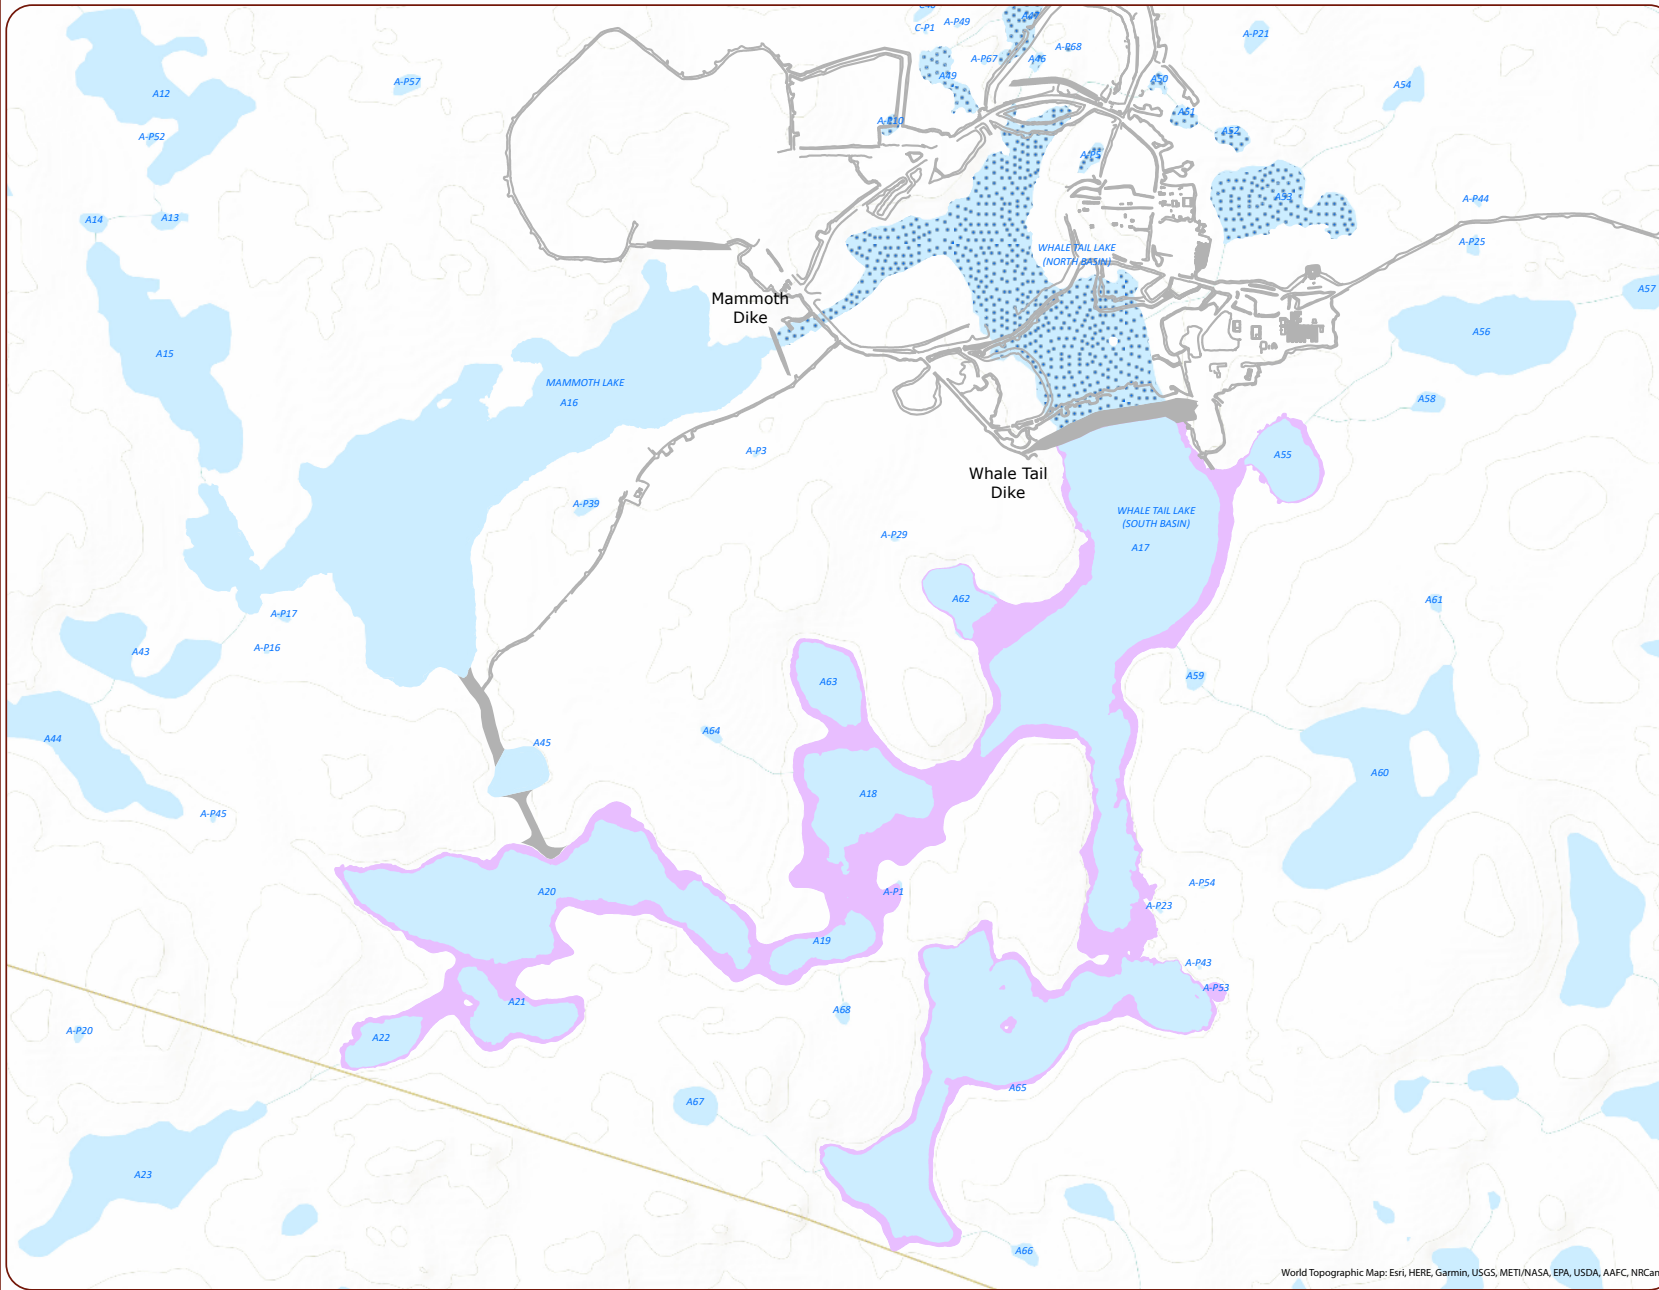 C-P1
A-P49
A47
A-P21
A-P67
A46
A-P68
A49
A50
A54
A-P57
A12
A-P10
A51
A52
A-P52
A-P5
A53
A-P44
A14
A13
A-P25
WHALE TAIL LAKE
(NORTH BASIN)
A57
Mammoth
Dike
A56
A15
MAMMOTH LAKE
A16
A58
A-P3
A55
Whale Tail
Dike
A-P39
WHALE TAIL LAKE
(SOUTH BASIN)
A17
A-P29
A62
A61
A-P17
A-P16
A43
A63
A59
A64
A44
A45
A60
A18
A-P45
A20
A-P1
A-P54
A-P23
A19
A-P43
A-P53
A21
A68
A-P20
A22
A65
A67
A23
A66
World Topographic Map: Esri, HERE, Garmin, USGS, METI/NASA, EPA, USDA, AAFC, NRCan